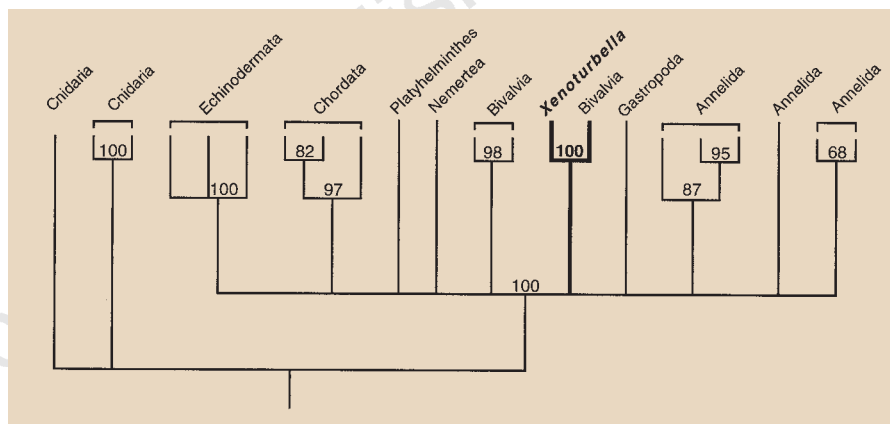 Cnidaria
Cnidaria
Echinodermata
Chordata
Platyhelminthes
Nemertea
Bivalvia
Xenoturbella
Bivalvia
Gastropoda
Annelida
Annelida
Annelida
100
100
82
97
98
100
95
87
68
100